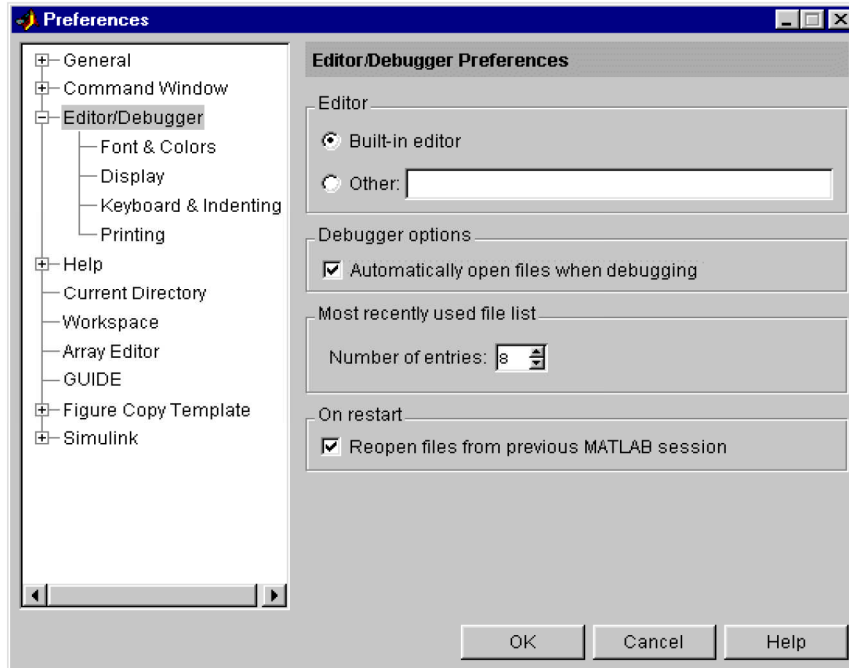 Preferences
General
Command Window
Editor/Debugger
Font & Colors
Display
Keyboard & Indenting
Printing
Help
Current Directory
Workspace
Array Editor
GUIDE
Figure Copy Template
Simulink
Editor/Debugger Preferences
Editor
Built-in editor
Other:
Debugger options
Automatically open files when debugging
Most recently used file list
Number of entries: 8
On restart
Reopen files from previous MATLAB session
OK
Cancel
Help